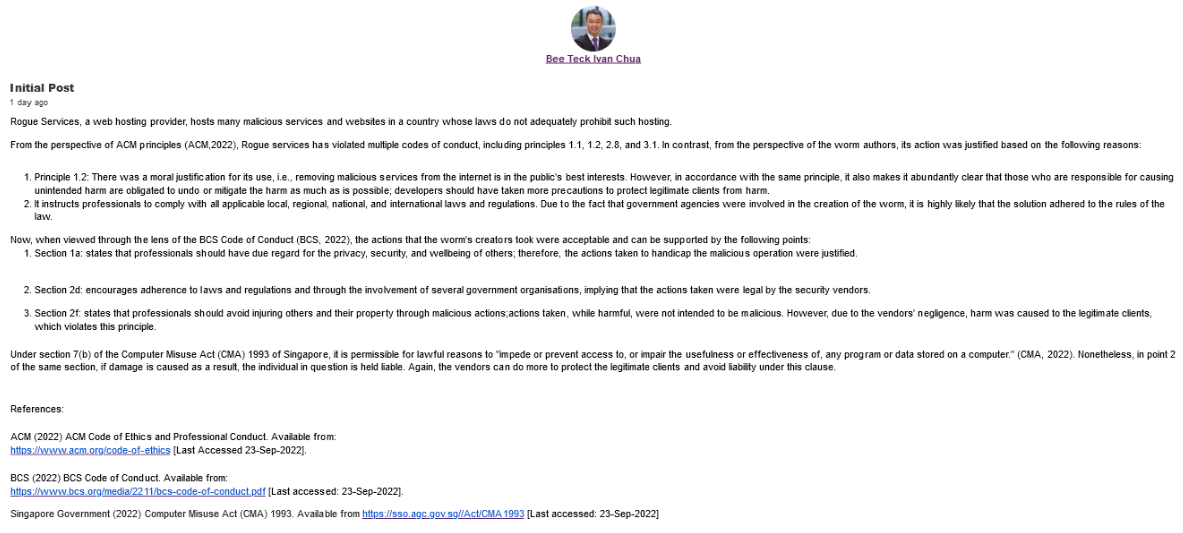 Bee Teck Ivan Chua
Initial Post
1 day ago
Rogue Services, a web hosting provider, hosts many malicious services and websites in a country whose laws do not adequately prohibit such hosting.
From the perspective of ACM principles (ACM,2022), Rogue services has violated multiple codes of conduct, including principles 1.1, 1.2, 2.8, and 3.1. In contrast, from the perspective of the worm authors, its action was justified based on the following reasons:
1. Principle 1.2: There was a moral justification for its use, i.e., removing malicious services from the internet is in the public's best interests. However, in accordance with the same principle, it also makes it abundantly clear that those who are responsible for causing
unintended harm are obligated to undo or mitigate the harm as much as is possible; developers should have taken more precautions to protect legitimate clients from harm.
2. It instructs professionals to comply with all applicable local, regional, national, and international laws and regulations. Due to the fact that government agencies were involved in the creation of the worm, it is highly likely that the solution adhered to the rules of the
law.
Now, when viewed through the lens of the BCS Code of Conduct (BCS, 2022), the actions that the worm's creators took were acceptable and can be supported by the following points:
1. Section 1a: states that professionals should have due regard for the privacy, security, and wellbeing of others; therefore, the actions taken to handicap the malicious operation were justified.
2. Section 2d: encourages adherence to laws and regulations and through the involvement of several government organisations, implying that the actions taken were legal by the security vendors.
3. Section 2f: states that professionals should avoid injuring others and their property through malicious actions;actions taken, while harmful, were not intended to be malicious. However, due to the vendors' negligence, harm was caused to the legitimate clients,
which violates this principle.
Under section 7(b) of the Computer Misuse Act (CMA) 1993 of Singapore, it is permissible for lawful reasons to "impede or prevent access to, or impair the usefulness or effectiveness of, any program or data stored on a computer." (CMA, 2022). Nonetheless, in point 2
of the same section, if damage is caused as a result, the individual in question is held liable. Again, the vendors can do more to protect the legitimate clients and avoid liability under this clause.
References:
ACM (2022) ACM Code of Ethics and Professional Conduct. Available from:
https://www.acm.org/code-of-ethics [Last Accessed 23-Sep-2022].
BCS (2022) BCS Code of Conduct. Available from:
https://www.bcs.org/media/2211/bcs-code-of-conduct.pdf [Last accessed: 23-Sep-2022].
Singapore Government (2022) Computer Misuse Act (CMA) 1993. Available from https://sso.agc.gov.sg//Act/CMA1993 [Last accessed: 23-Sep-2022]